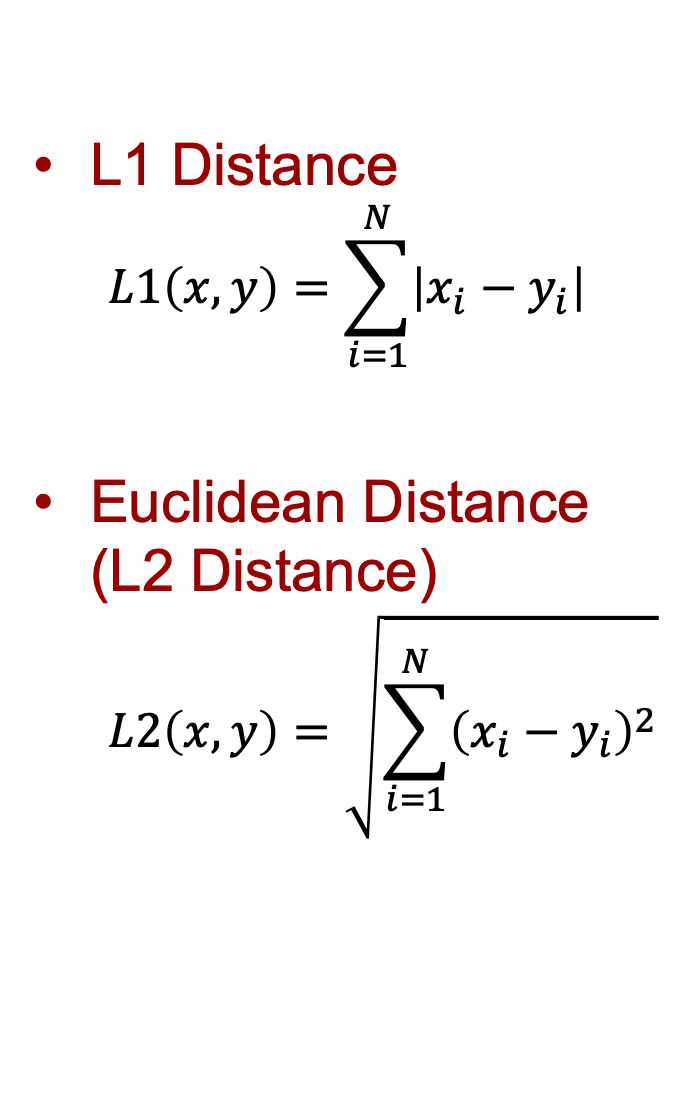 • L1 Distance
L1(x, y) = ∑_{i=1}^{N} |x_i − y_i|
• Euclidean Distance
(L2 Distance)
L2(x, y) = √(∑_{i=1}^{N} (x_i − y_i)²)